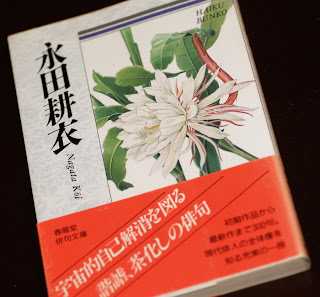 HAIKU
BUNKO
永田耕衣
Nagata Kōi
春陽堂
俳句文庫
宇宙的自己解消を図る
諧謔、茶化しの俳句
初期作品から
最新作まで300句。
現代俳人の全体像を
知る充実の一冊